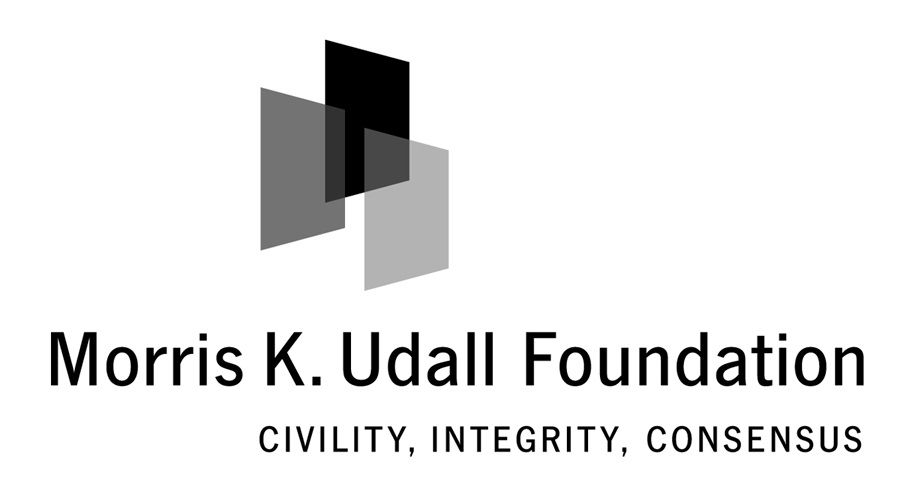 Morris K. Udall Foundation
CIVILITY, INTEGRITY, CONSENSUS